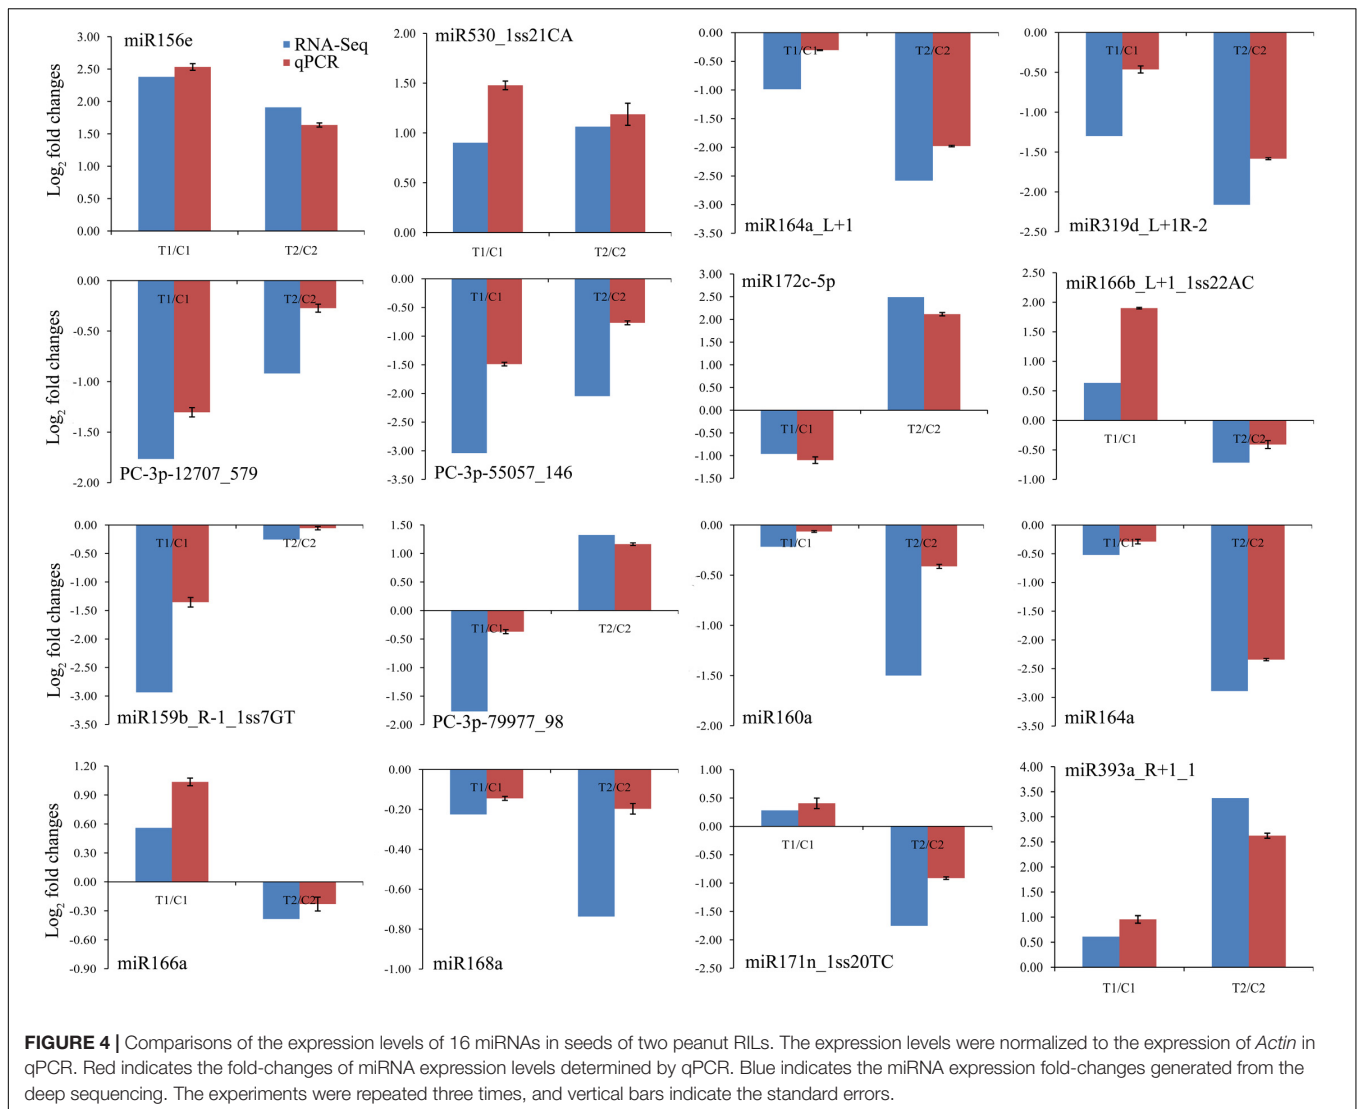 miR156e
RNA-Seq
qPCR
Log2 fold changes
3.00
2.50
2.00
1.50
1.00
0.50
0.00
T1/C1
T2/C2
miR530_1ss21CA
2.00
1.50
1.00
0.50
0.00
T1/C1
T2/C2
0.00
-0.50
-1.00
-1.50
-2.00
-2.50
-3.00
-3.50
T1/C1
T2/C2
miR164a_L+1
0.00
-0.50
-1.00
-1.50
-2.00
-2.50
T1/C1
T2/C2
miR319d_L+1R-2
Log2 fold changes
0.00
-0.50
-1.00
-1.50
-2.00
T1/C1
T2/C2
PC-3p-12707_579
0.00
-0.50
-1.00
-1.50
-2.00
-2.50
-3.00
-3.50
T1/C1
T2/C2
PC-3p-55057_146
miR172c-5p
3.00
2.50
2.00
1.50
1.00
0.50
0.00
-0.50
-1.00
-1.50
T1/C1
T2/C2
miR166b_L+1_1ss22AC
2.50
2.00
1.50
1.00
0.50
0.00
-0.50
-1.00
T1/C1
T2/C2
Log2 fold changes
0.00
-0.50
-1.00
-1.50
-2.00
-2.50
-3.00
-3.50
T1/C1
T2/C2
miR159b_R-1_1ss7GT
1.50
1.00
0.50
0.00
-0.50
-1.00
-1.50
-2.00
T1/C1
T2/C2
PC-3p-79977_98
0.00
-0.50
-1.00
-1.50
-2.00
T1/C1
T2/C2
miR160a
0.00
-0.50
-1.00
-1.50
-2.00
-2.50
-3.00
-3.50
T1/C1
T2/C2
miR164a
Log2 fold changes
1.20
0.90
0.60
0.30
0.00
-0.30
-0.60
-0.90
T1/C1
T2/C2
miR166a
0.00
-0.20
-0.40
-0.60
-0.80
-1.00
T1/C1
T2/C2
miR168a
1.00
0.50
0.00
-0.50
-1.00
-1.50
-2.00
-2.50
T1/C1
T2/C2
miR171n_1ss20TC
miR393a_R+1_1
4.00
3.50
3.00
2.50
2.00
1.50
1.00
0.50
0.00
T1/C1
T2/C2
FIGURE 4 | Comparisons of the expression levels of 16 miRNAs in seeds of two peanut RILs. The expression levels were normalized to the expression of Actin in
qPCR. Red indicates the fold-changes of miRNA expression levels determined by qPCR. Blue indicates the miRNA expression fold-changes generated from the
deep sequencing. The experiments were repeated three times, and vertical bars indicate the standard errors.